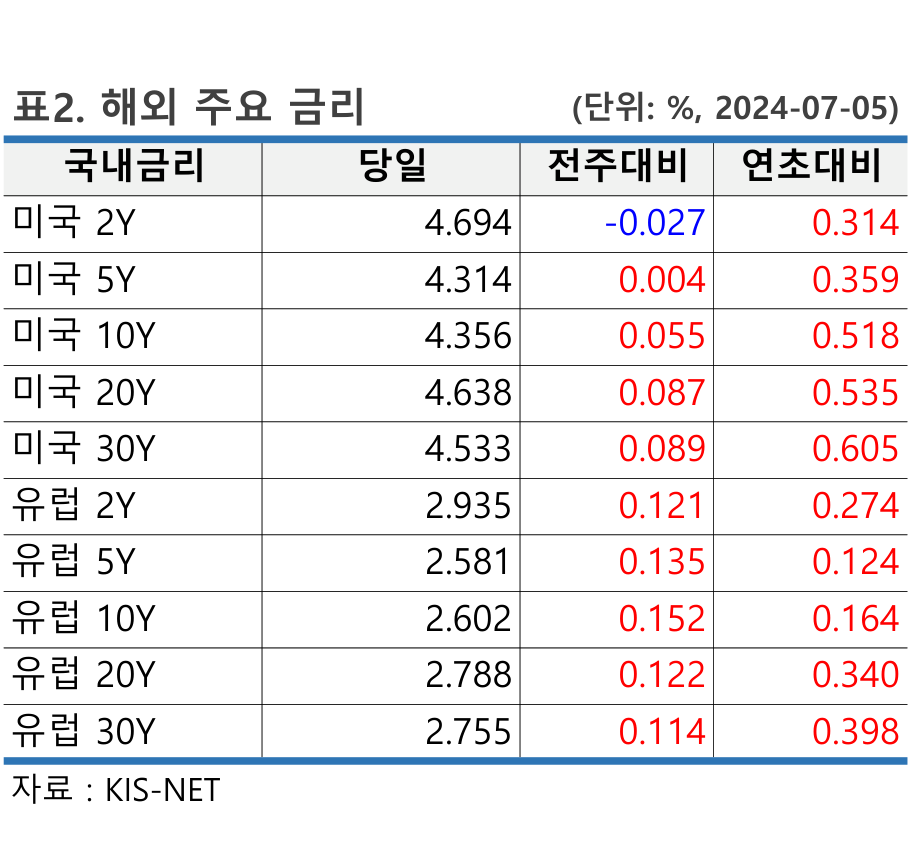 표2. 해외 주요 금리 (단위: %, 2024-07-05)
국내금리 당일 전주대비 연초대비
미국 2Y 4.694 -0.027 0.314
미국 5Y 4.314 0.004 0.359
미국 10Y 4.356 0.055 0.518
미국 20Y 4.638 0.087 0.535
미국 30Y 4.533 0.089 0.605
유럽 2Y 2.935 0.121 0.274
유럽 5Y 2.581 0.135 0.124
유럽 10Y 2.602 0.152 0.164
유럽 20Y 2.788 0.122 0.340
유럽 30Y 2.755 0.114 0.398
자료 : KIS-NET